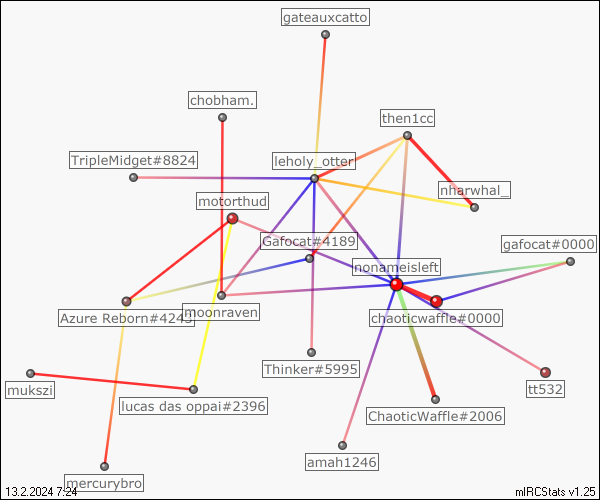 gateauxcatto
chobham.
then1cc
TripleMidget#8824
leholy_otter
nharwhal_
motorthud
Gafocat#4189
gafocat#0000
nonameisleft
Azure Reborn#4243
moonraven
chaoticwaffle#0000
Thinker#5995
mukszi
tt532
lucas das oppai#2396
ChaoticWaffle#2006
amah1246
mercurybro
13.2.2024 7:24
mIRCStats v1.25